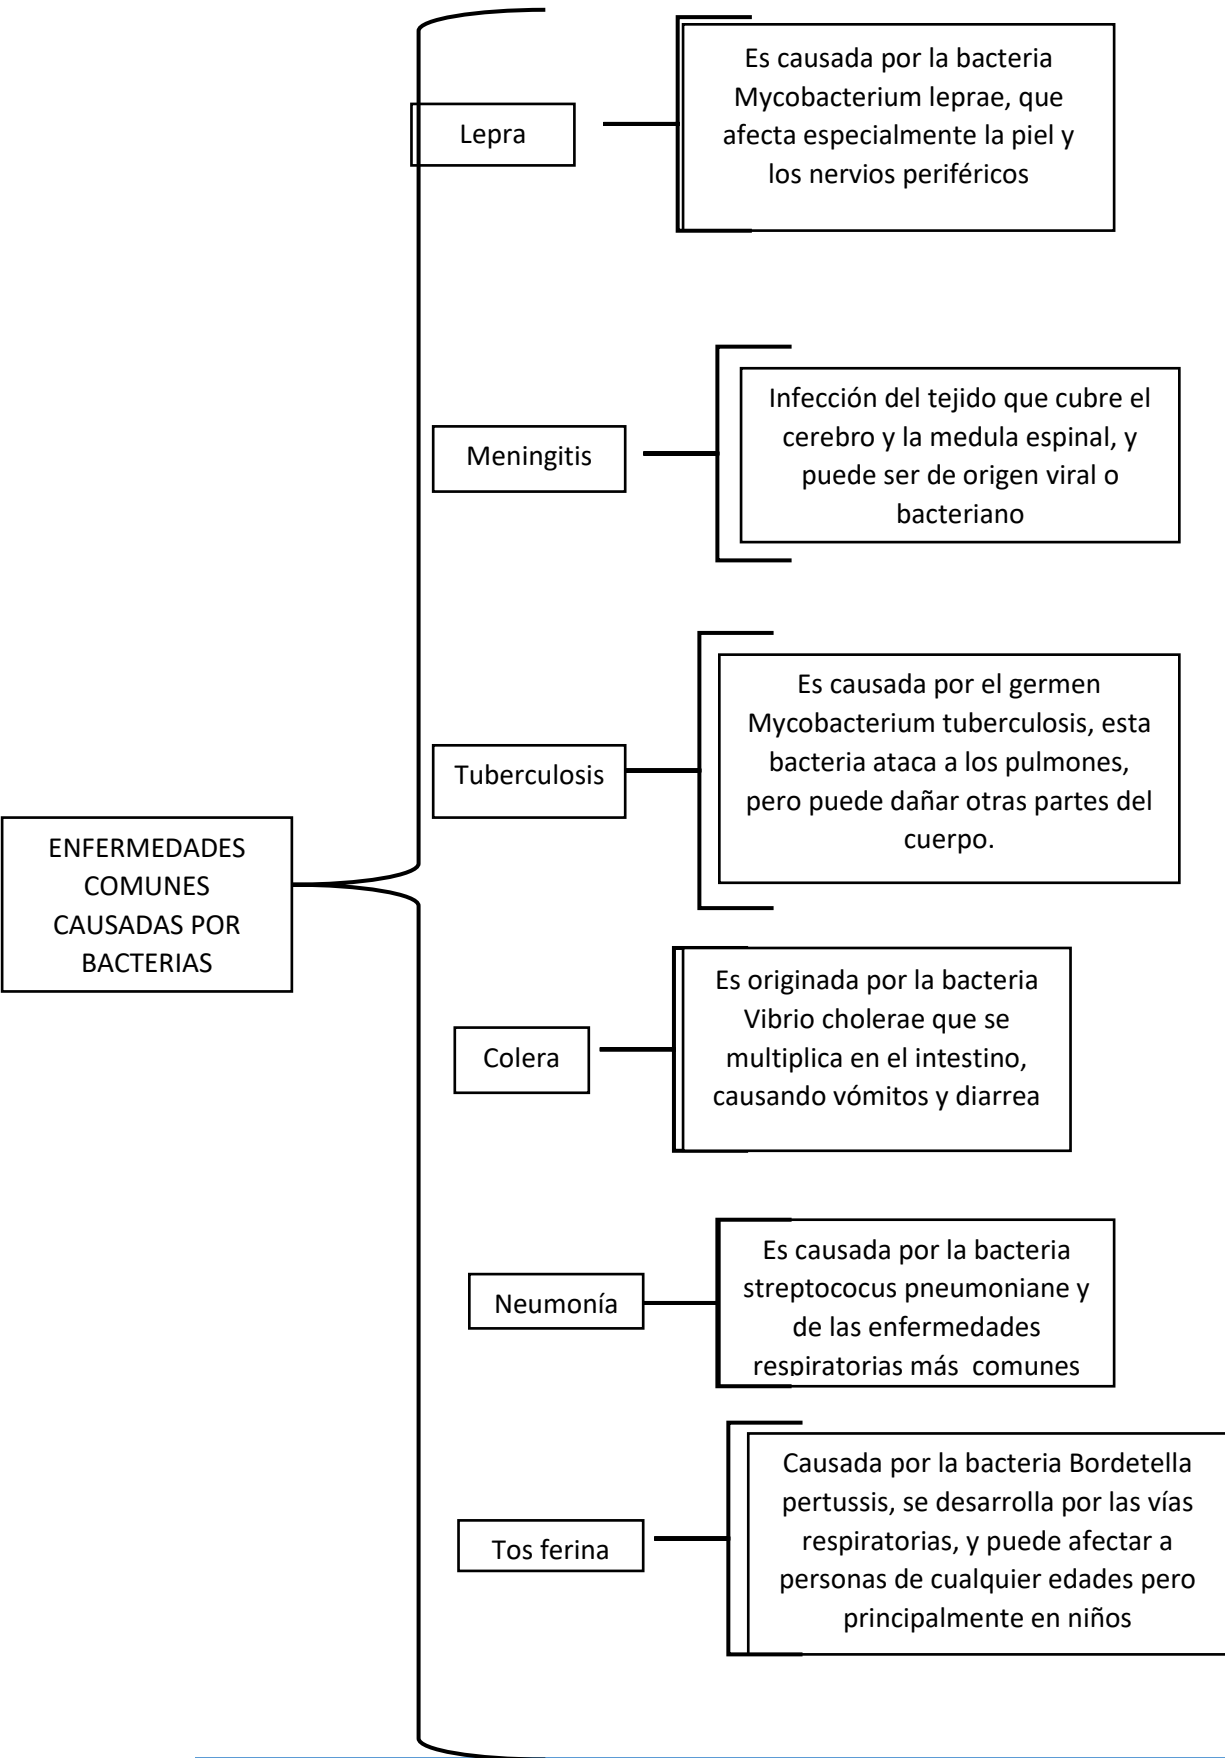 Lepra
Es causada por la bacteria
Mycobacterium leprae, que
afecta especialmente la piel y
los nervios periféricos
Meningitis
Infección del tejido que cubre el
cerebro y la medula espinal, y
puede ser de origen viral o
bacteriano
Tuberculosis
Es causada por el germen
Mycobacterium tuberculosis, esta
bacteria ataca a los pulmones,
pero puede dañar otras partes del
cuerpo.
ENFERMEDADES
COMUNES
CAUSADAS POR
BACTERIAS
Colera
Es originada por la bacteria
Vibrio cholerae que se
multiplica en el intestino,
causando vómitos y diarrea
Neumonía
Es causada por la bacteria
streptococus pneumoniane y
de las enfermedades
respiratorias más  comunes
Tos ferina
Causada por la bacteria Bordetella
pertussis, se desarrolla por las vías
respiratorias, y puede afectar a
personas de cualquier edades pero
principalmente en niños